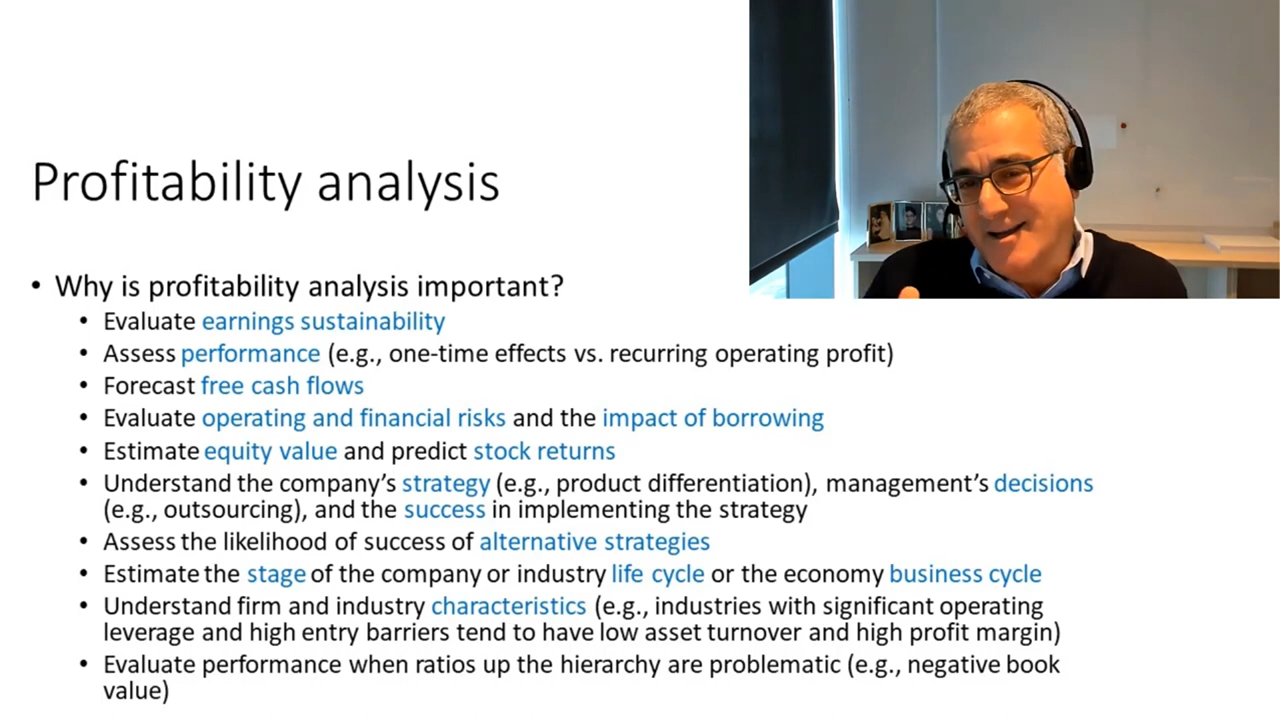 Profitability analysis
• Why is profitability analysis important?
• Evaluate earnings sustainability
• Assess performance (e.g., one-time effects vs. recurring operating profit)
• Forecast free cash flows
• Evaluate operating and financial risks and the impact of borrowing
• Estimate equity value and predict stock returns
• Understand the company’s strategy (e.g., product differentiation), management’s decisions
(e.g., outsourcing), and the success in implementing the strategy
• Assess the likelihood of success of alternative strategies
• Estimate the stage of the company or industry life cycle or the economy business cycle
• Understand firm and industry characteristics (e.g., industries with significant operating
leverage and high entry barriers tend to have low asset turnover and high profit margin)
• Evaluate performance when ratios up the hierarchy are problematic (e.g., negative book
value)